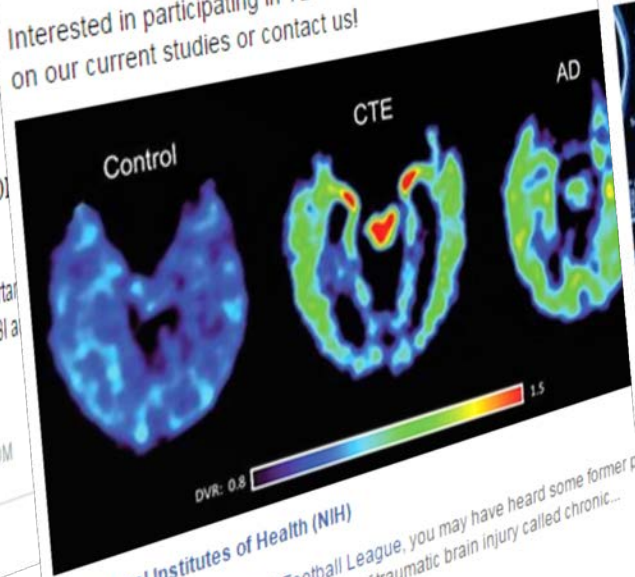 Interested in participating in
on our current studies or contact us!
Control
CTE
AD
DVR: 0.8
1.5
Institutes of Health (NIH)
Football League, you may have heard some former
traumatic brain injury called chronic...